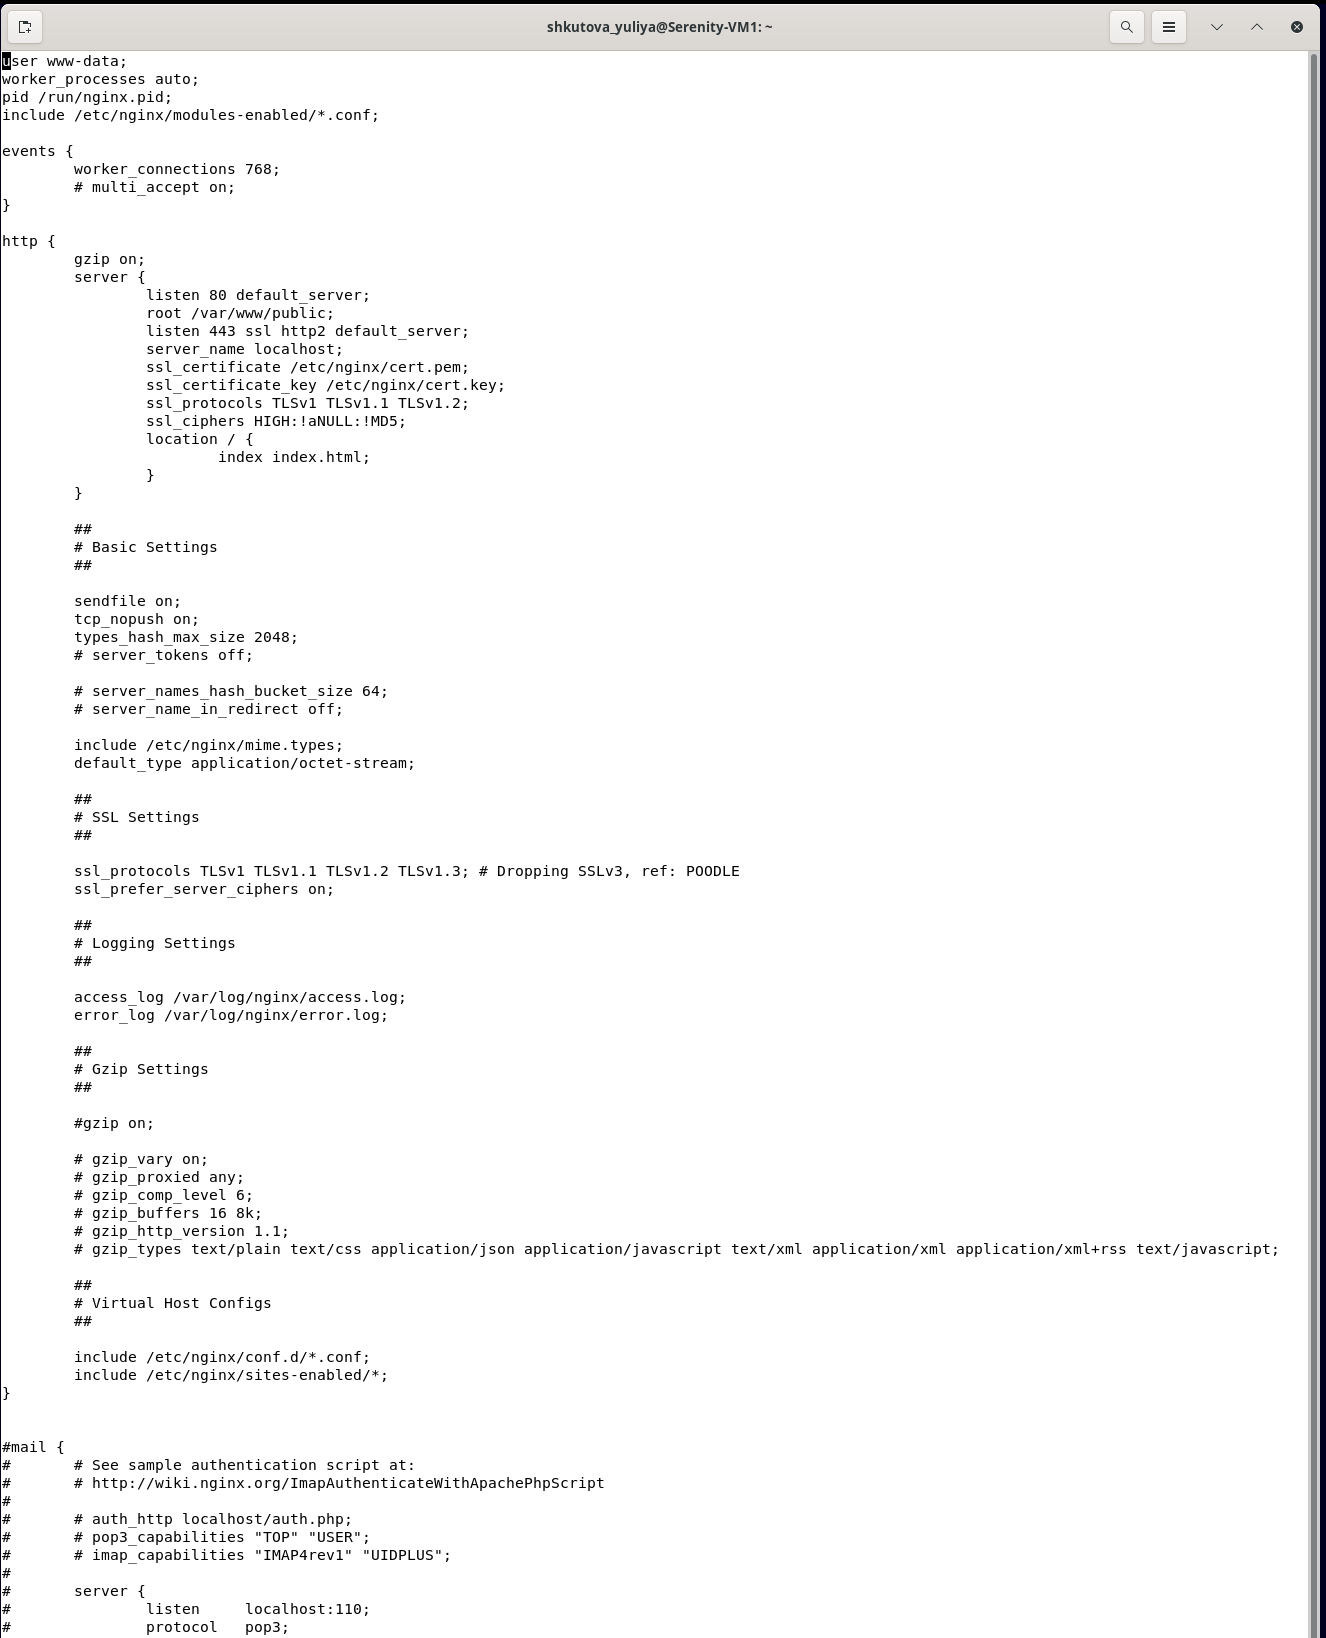 shkutova_yuliya@Serenity-VM1: ~
user www-data;
worker_processes auto;
pid /run/nginx.pid;
include /etc/nginx/modules-enabled/*.conf;
events {
worker_connections 768;
# multi_accept on;
}
http {
gzip on;
server {
listen 80 default_server;
root /var/www/public;
listen 443 ssl http2 default_server;
server_name localhost;
ssl_certificate /etc/nginx/cert.pem;
ssl_certificate_key /etc/nginx/cert.key;
ssl_protocols TLSv1 TLSv1.1 TLSv1.2;
ssl_ciphers HIGH:!aNULL:!MD5;
location / {
index index.html;
}
}
##
# Basic Settings
##
sendfile on;
tcp_nopush on;
types_hash_max_size 2048;
# server_tokens off;
# server_names_hash_bucket_size 64;
# server_name_in_redirect off;
include /etc/nginx/mime.types;
default_type application/octet-stream;
##
# SSL Settings
##
ssl_protocols TLSv1 TLSv1.1 TLSv1.2 TLSv1.3; # Dropping SSLv3, ref: POODLE
ssl_prefer_server_ciphers on;
##
# Logging Settings
##
access_log /var/log/nginx/access.log;
error_log /var/log/nginx/error.log;
##
# Gzip Settings
##
#gzip on;
# gzip_vary on;
# gzip_proxied any;
# gzip_comp_level 6;
# gzip_buffers 16 8k;
# gzip_http_version 1.1;
# gzip_types text/plain text/css application/json application/javascript text/xml application/xml application/xml+rss text/javascript;
##
# Virtual Host Configs
##
include /etc/nginx/conf.d/*.conf;
include /etc/nginx/sites-enabled/*;
}
#mail {
# # See sample authentication script at:
# # http://wiki.nginx.org/ImapAuthenticateWithApachePhpScript
#
# # auth_http localhost/auth.php;
# # pop3_capabilities "TOP" "USER";
# # imap_capabilities "IMAP4rev1" "UIDPLUS";
#
# server {
# listen localhost:110;
# protocol pop3;